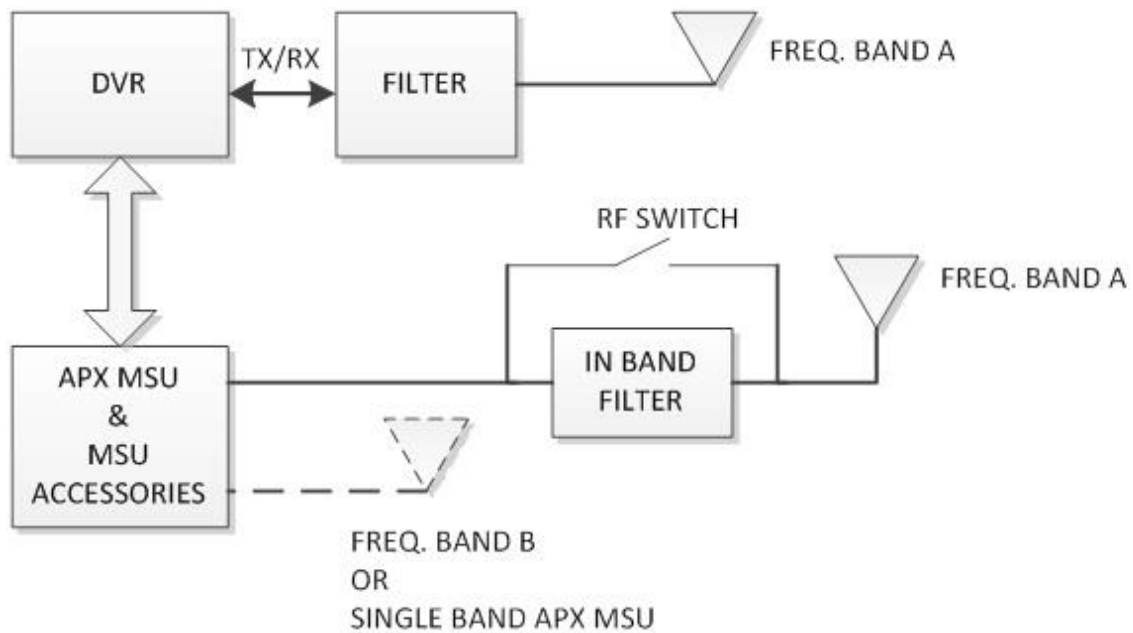 DVR
TX/RX
FILTER
FREQ. BAND A
RF SWITCH
FREQ. BAND A
IN BAND
FILTER
APX MSU
&
MSU
ACCESSORIES
FREQ. BAND B
OR
SINGLE BAND APX MSU